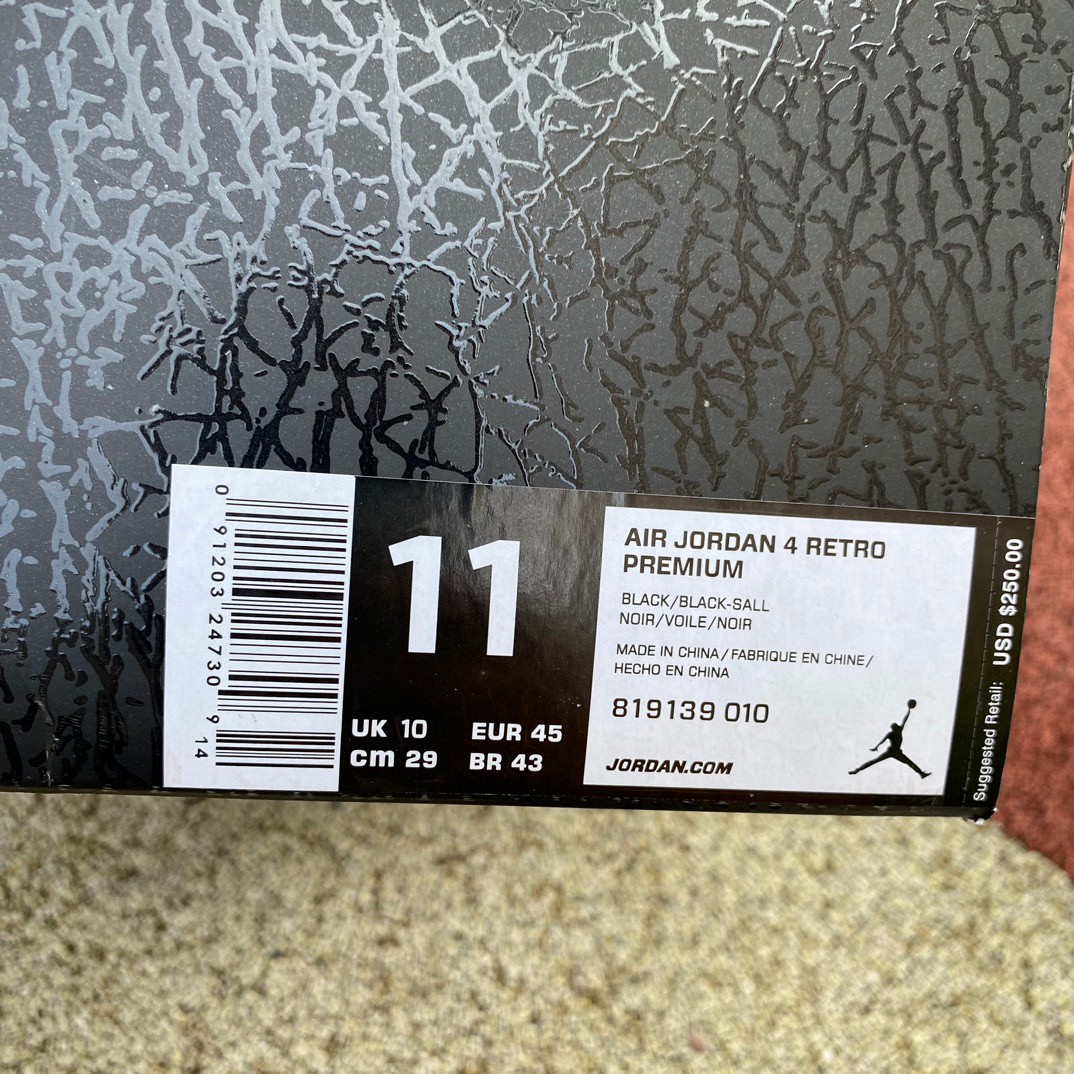 0 91203 24730 9 14
11
UK 10 EUR 45
cm 29 BR 43
AIR JORDAN 4 RETRO
PREMIUM
BLACK/BLACK-SALL
NOIR/VOILE/NOIR
MADE IN CHINA/FABRIQUE EN CHINE/
HECHO EN CHINA
819139 010
JORDAN.COM
Suggested Retail: USD $250.00